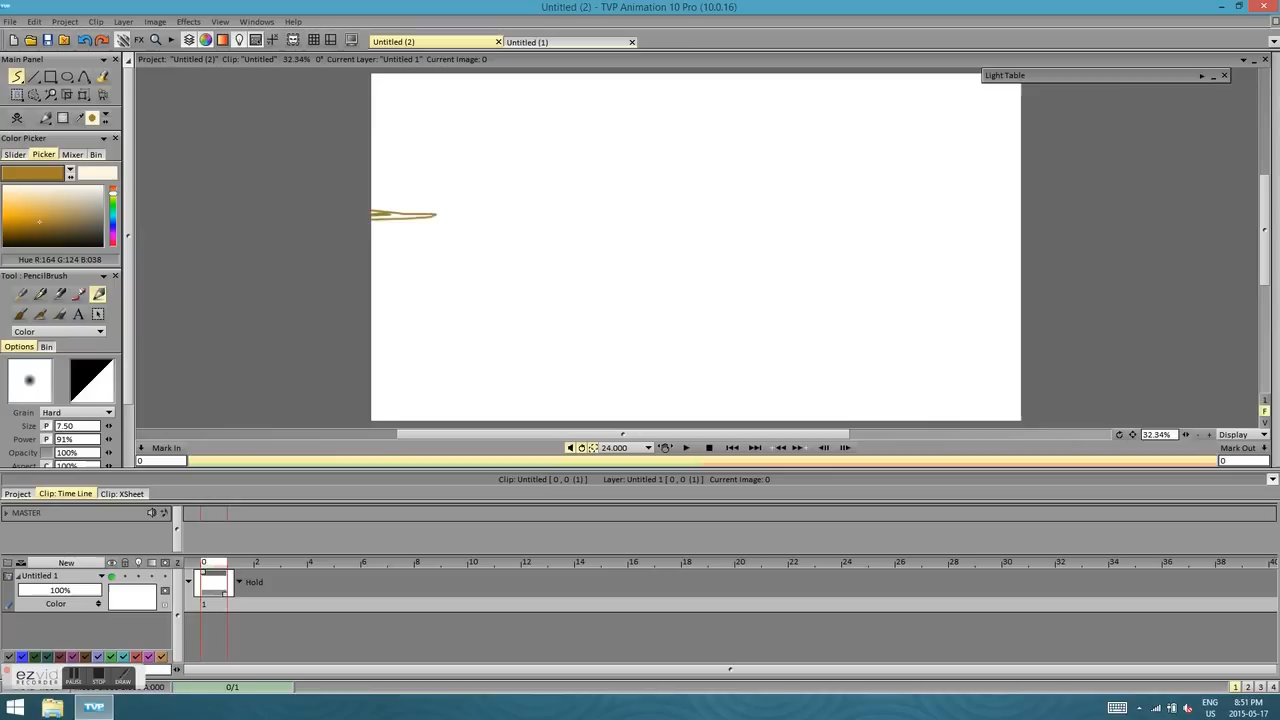 Untitled (2) - TVP Animation 10 Pro (10.0.16)
File Edit Project Clip Layer Image Effects View Windows Help
FX
Untitled (2) Untitled (1)
Main Panel
Project: "Untitled (2)" Clip: "Untitled" 32.34% 0° Current Layer: "Untitled 1" Current Image: 0
Light Table
Color Picker
Slider Picker Mixer Bin
Hue R:164 G:124 B:038
Tool : PencilBrush
A
Color
Options Bin
Grain Hard
Size P 7.50
Power P 91%
Opacity 100%
Aspect C 100%
1
F
V
Mark In 24.000 32.34% Display
Mark Out
0 0
Clip: Untitled [ 0 , 0 (1) ] Layer: Untitled 1 [ 0 , 0 (1) ] Current Image: 0
Project Clip: Time Line Clip: XSheet
MASTER
New Z 0 2 4 6 8 10 12 14 16 18 20 22 24 26 28 30 32 34 36 38 40
Untitled 1
Hold
100%
Color
1
ezvid
RECORDER
PAUSE STOP DRAW
0/1
1 2 3 4
TVP
ENG
US
8:51 PM
2015-05-17